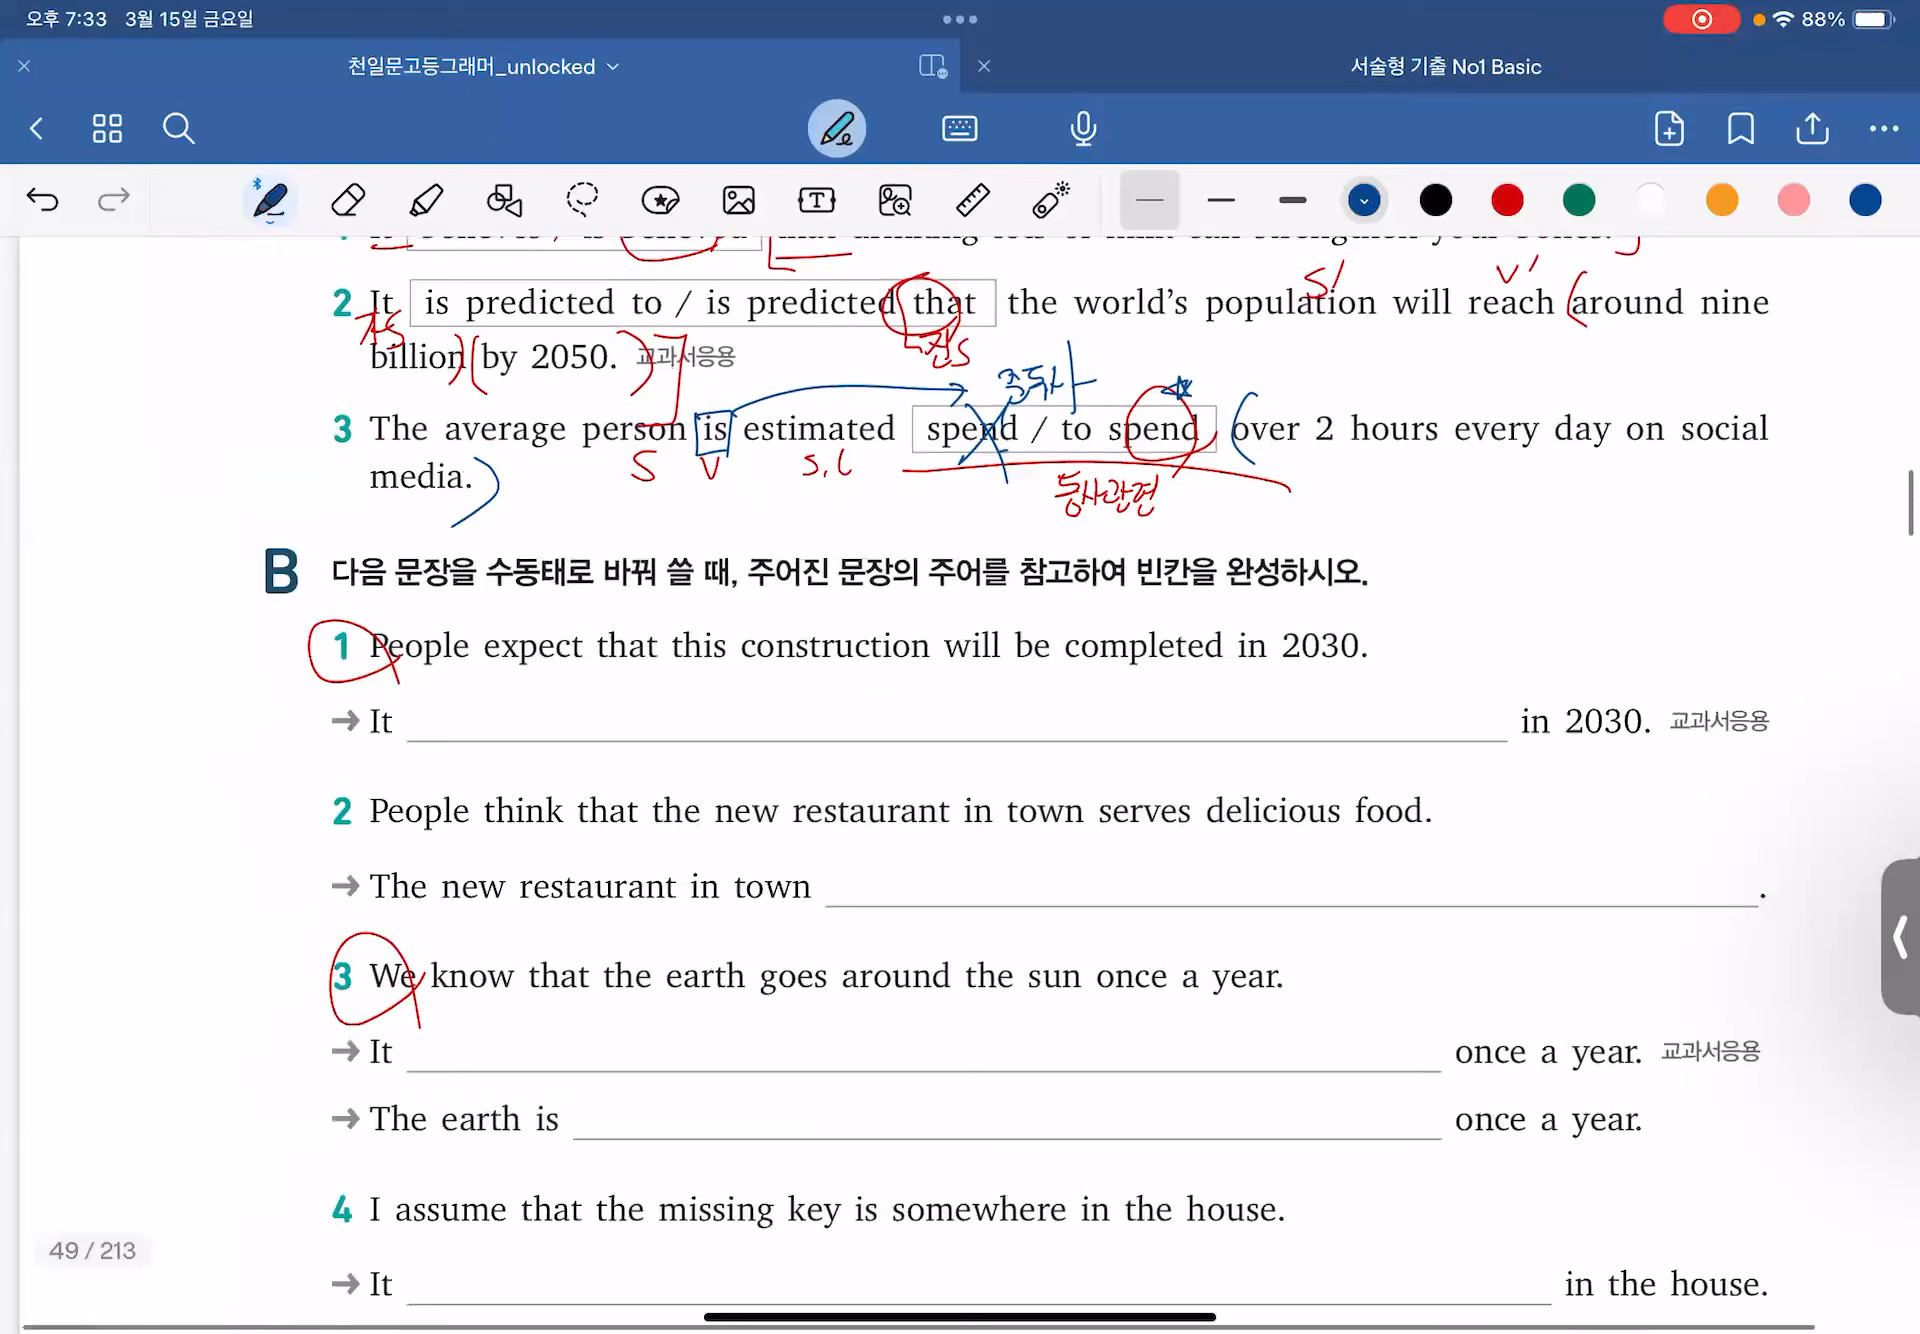 오후 7:33 3월 15일 금요일
88%
천일문고등그래머_unlocked
서술형 기출 No1 Basic
S' V'
2 It is predicted to / is predicted that the world's population will reach (around nine
가S 진S
billion) (by 2050. ) 교과서응용
준동사
3 The average person is estimated spend / to spend (over 2 hours every day on social
S V S.C
media.)
동사관련
B 다음 문장을 수동태로 바꿔 쓸 때, 주어진 문장의 주어를 참고하여 빈칸을 완성하시오.
1 People expect that this construction will be completed in 2030.
→ It in 2030. 교과서응용
2 People think that the new restaurant in town serves delicious food.
→ The new restaurant in town .
3 We know that the earth goes around the sun once a year.
→ It once a year. 교과서응용
→ The earth is once a year.
4 I assume that the missing key is somewhere in the house.
→ It in the house.
49 / 213